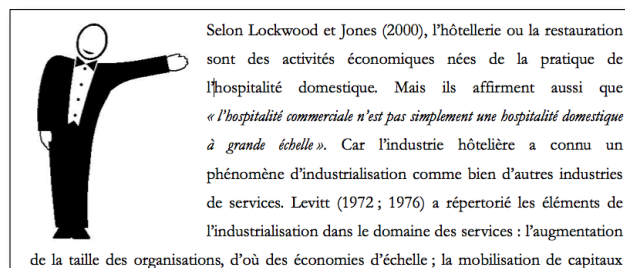 Selon Lockwood et Jones (2000), l'hôtellerie ou la restauration
sont des activités économiques nées de la pratique de
l'hospitalité domestique. Mais ils affirment aussi que
« l'hospitalité commerciale n'est pas simplement une hospitalité domestique
à grande échelle ». Car l'industrie hôtelière a connu un
phénomène d'industrialisation comme bien d'autres industries
de services. Levitt (1972 ; 1976) a répertorié les éléments de
l'industrialisation dans le domaine des services : l'augmentation
de la taille des organisations, d'où des économies d'échelle ; la mobilisation de capitaux